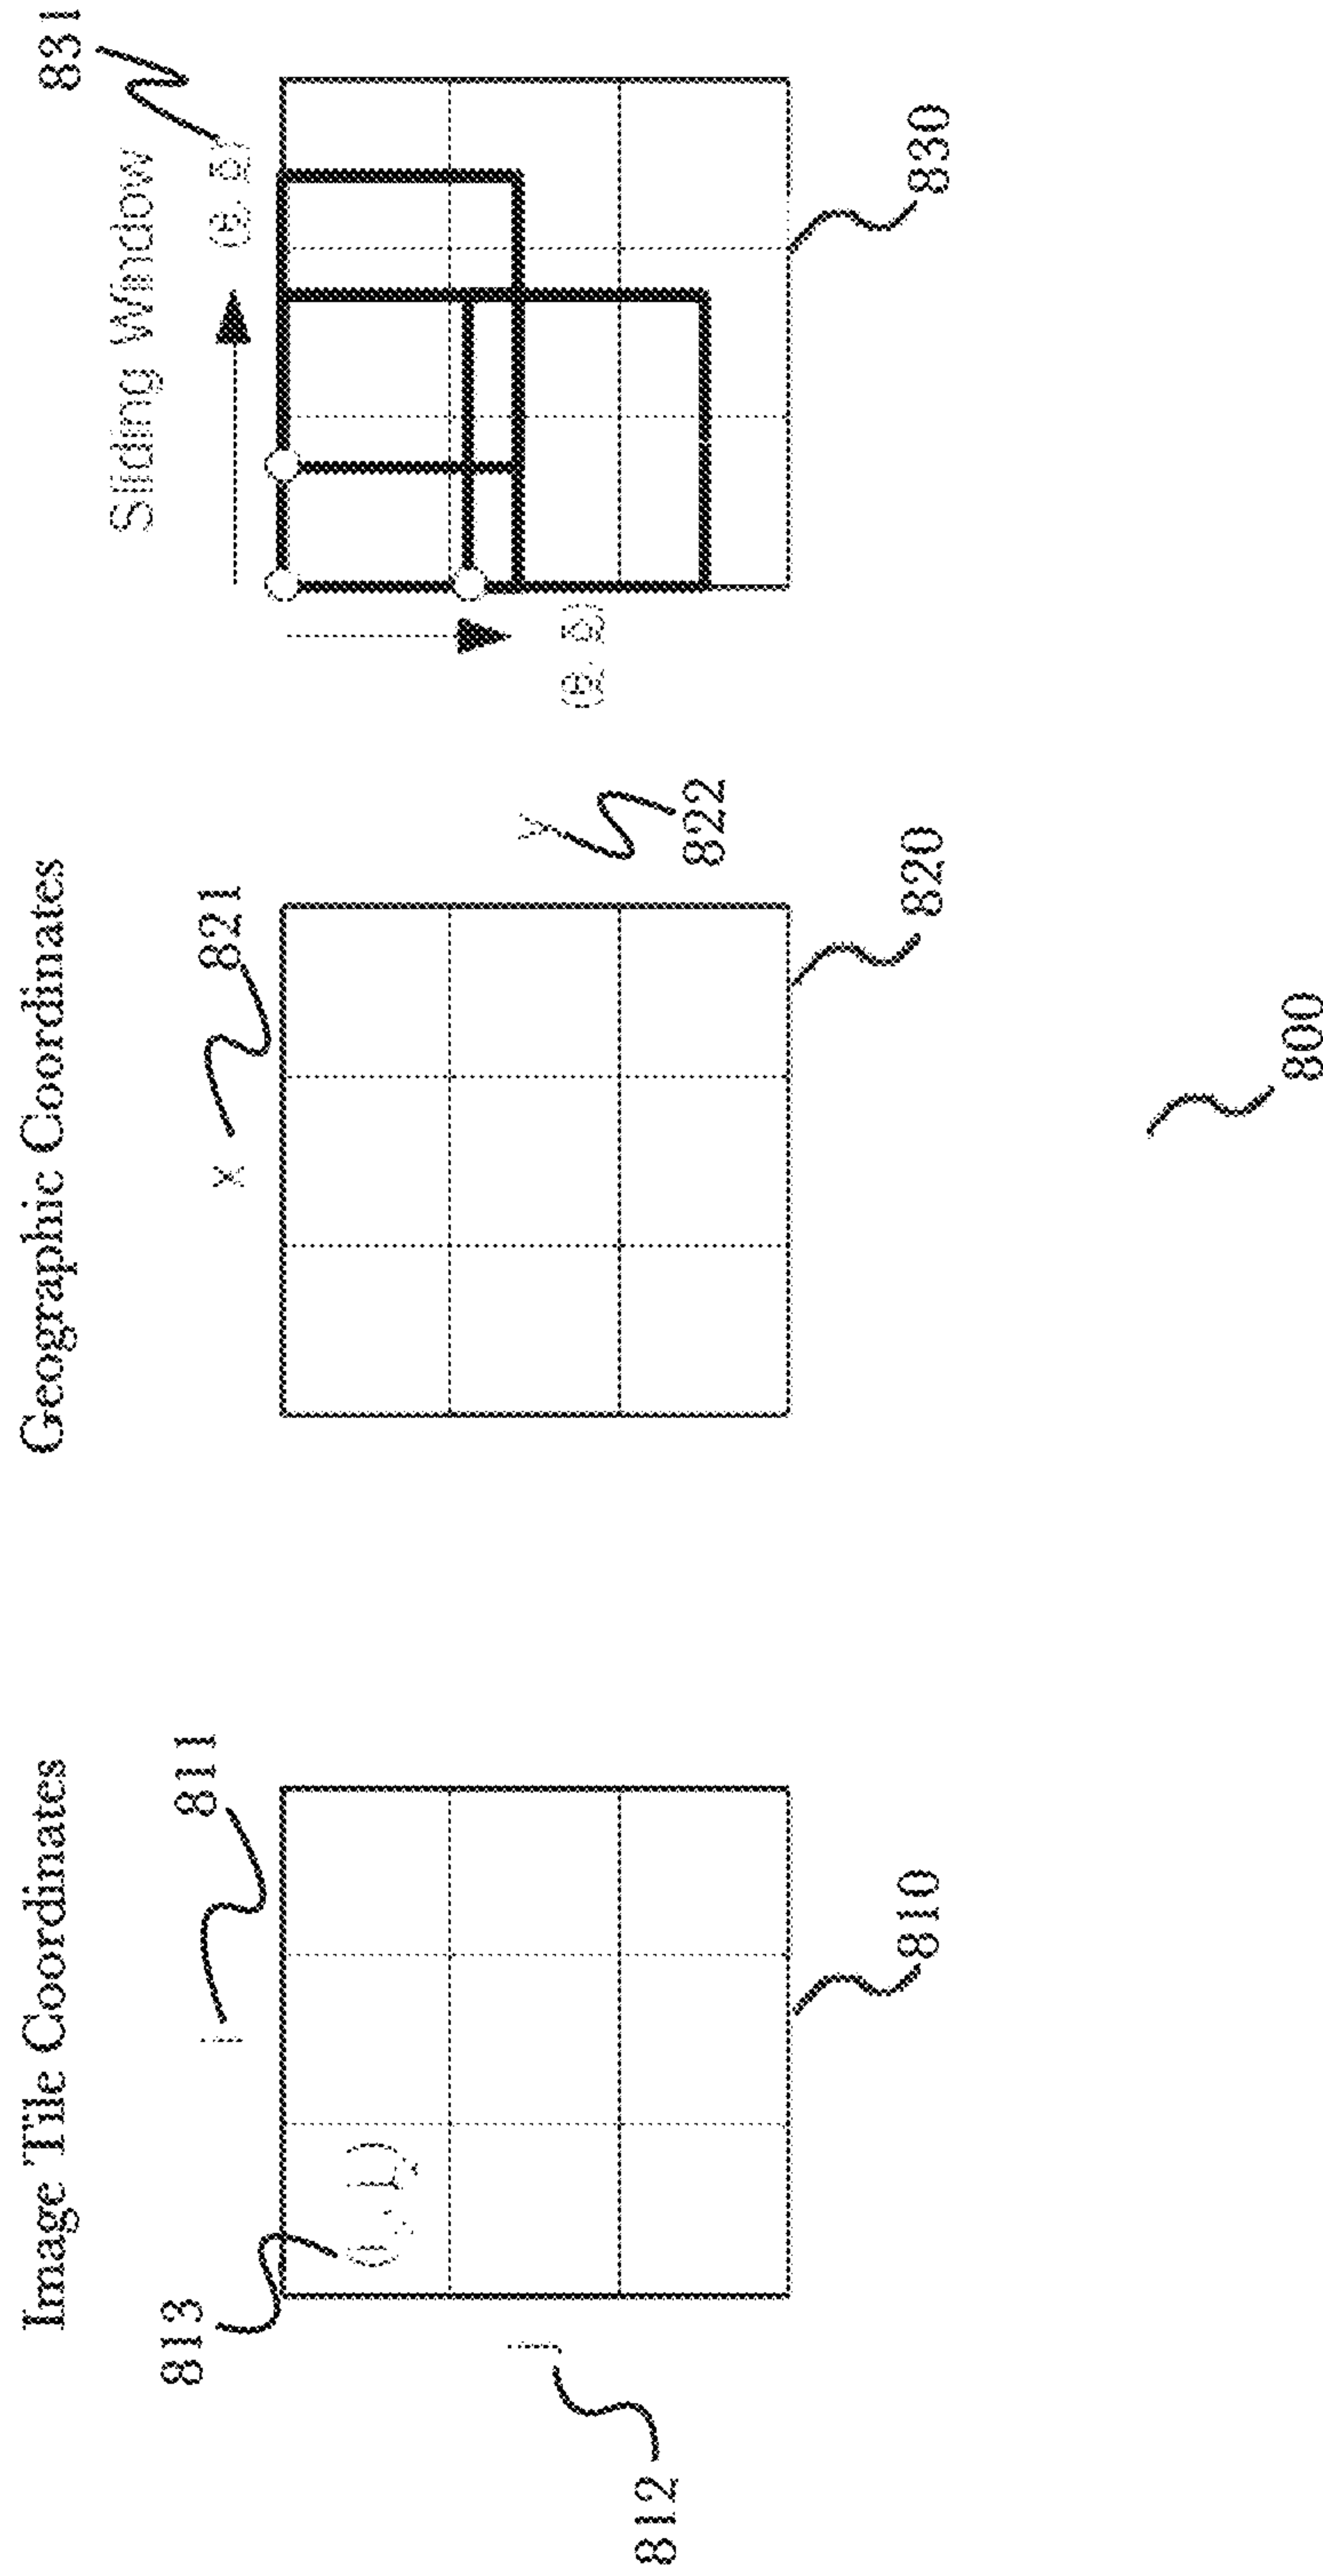 Image Tile Coordinates
813
i
811
812
j
810
Geographic Coordinates
x
821
y
822
820
Sliding Window
831
(a, b)
(a, b)
830
800